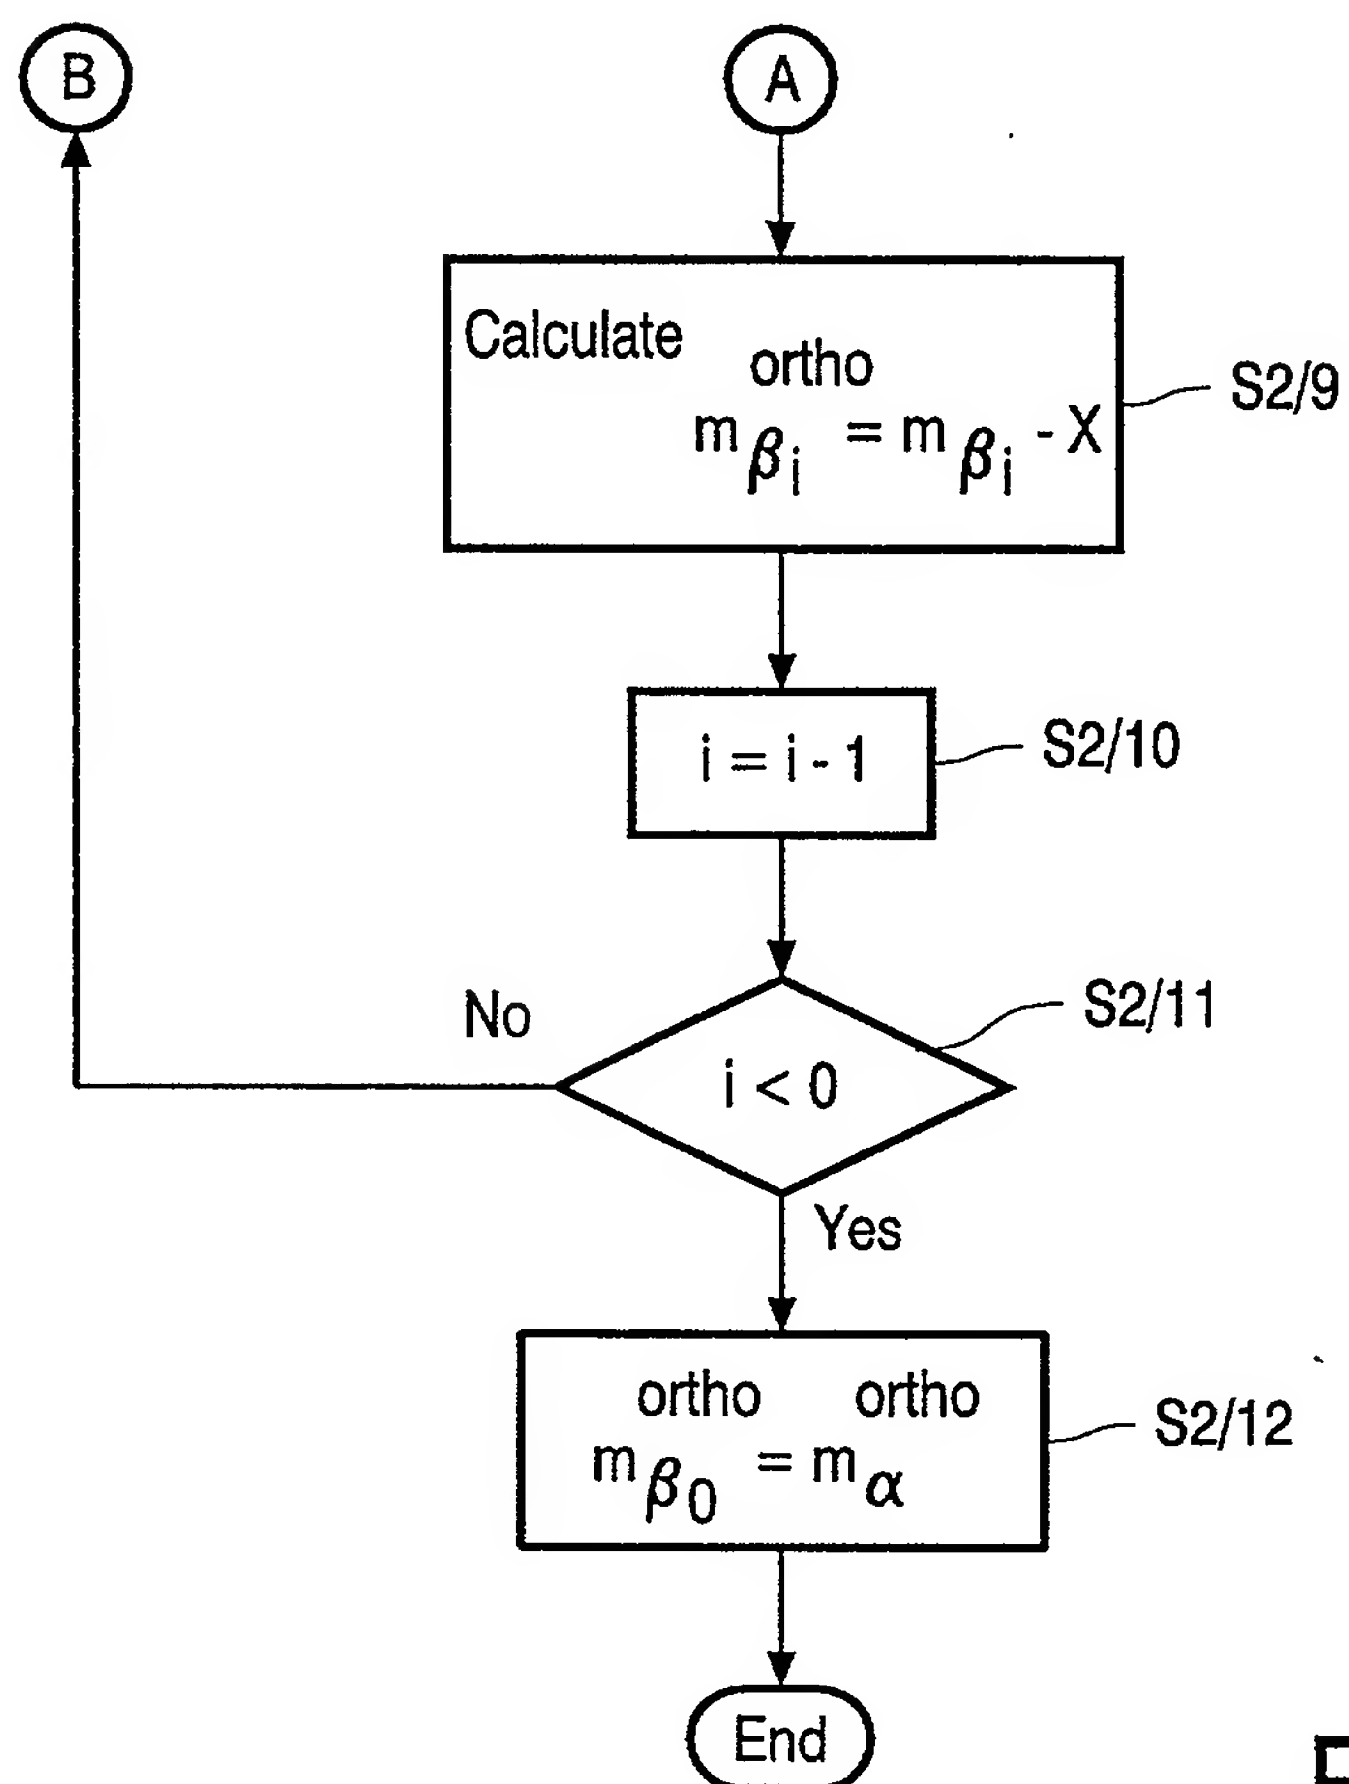 B
A
Calculate
ortho
m β i = m β i - X
S2/9
i = i - 1
S2/10
No
i < 0
S2/11
Yes
ortho ortho
m β 0 = m α
S2/12
End